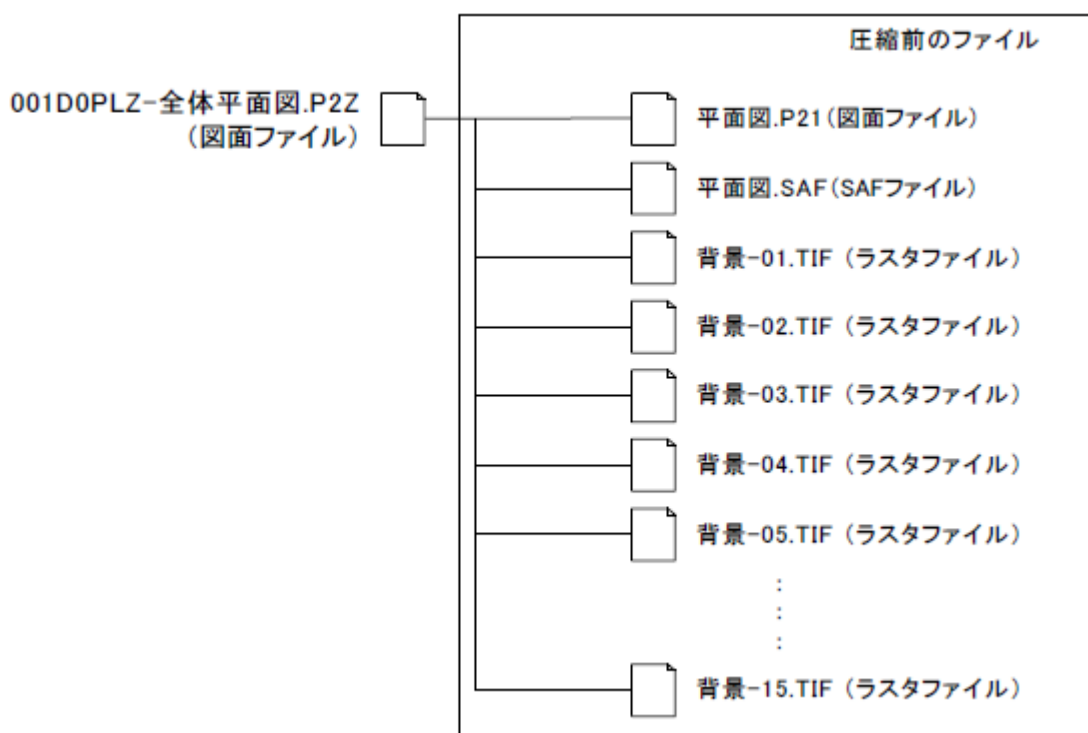 圧縮前のファイル
001D0PLZ-全体平面図.P2Z
(図面ファイル)
平面図.P21(図面ファイル)
平面図.SAF(SAFファイル)
背景-01.TIF (ラスタファイル)
背景-02.TIF (ラスタファイル)
背景-03.TIF (ラスタファイル)
背景-04.TIF (ラスタファイル)
背景-05.TIF (ラスタファイル)
:
:
:
背景-15.TIF (ラスタファイル)